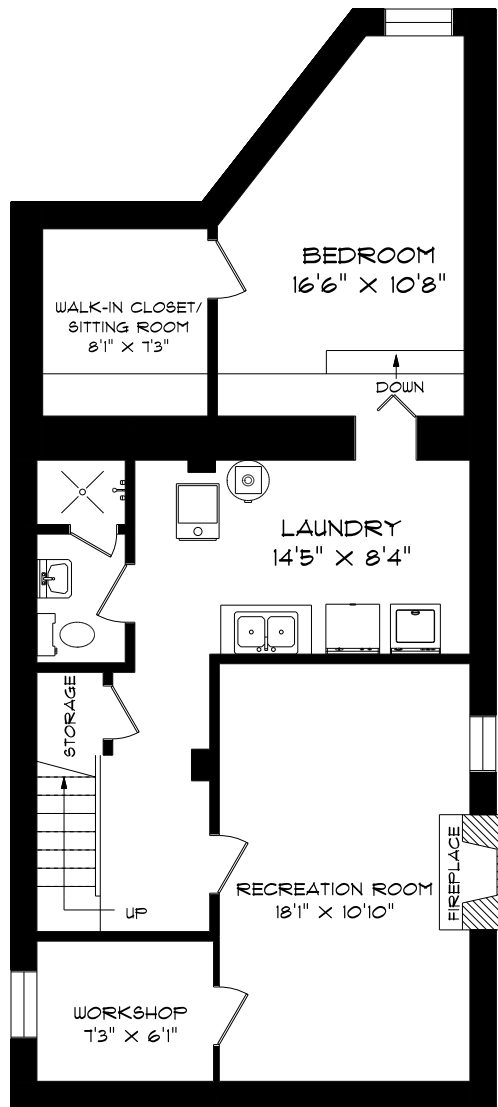 BEDROOM
16'6" X 10'8"
WALK-IN CLOSET/
SITTING ROOM
8'1" X 7'3"
DOWN
LAUNDRY
14'5" X 8'4"
STORAGE
FIREPLACE
RECREATION ROOM
18'1" X 10'10"
UP
WORKSHOP
7'3" X 6'1"